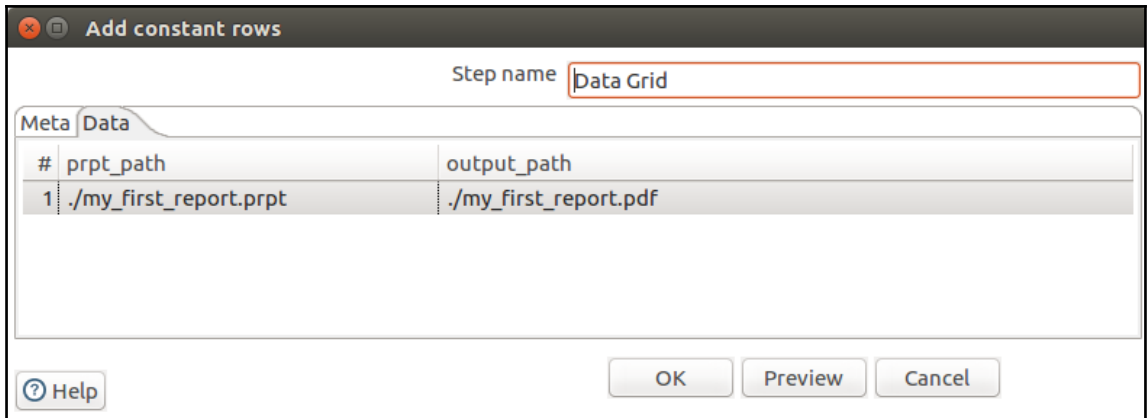 Add constant rows
Step name Data Grid
Meta Data
# prpt_path output_path
1 ./my_first_report.prpt ./my_first_report.pdf
OK Preview Cancel
Help